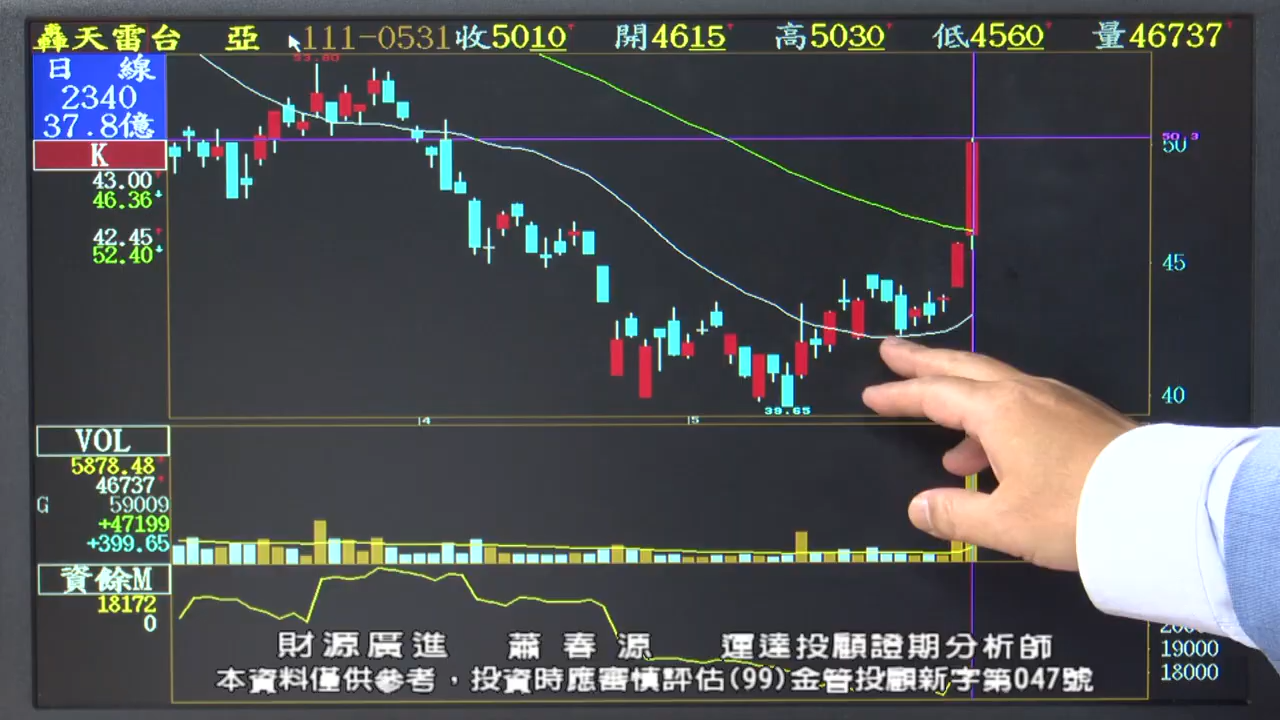 轟天雷台 亞 111-0531 收5010 開4615 高5030 低4560 量46737
日 線
2340
37.8億
K
43.00
46.36
42.45
52.40
53.80
50.3
50
45
40
39.65
4 5
VOL
5878.48
46737
G 59009
+47199
+399.65
資餘M
18172
0
19000
18000
財源廣進 蕭春源 運達投顧證期分析師
本資料僅供參考，投資時應審慎評估(99)金管投顧新字第047號